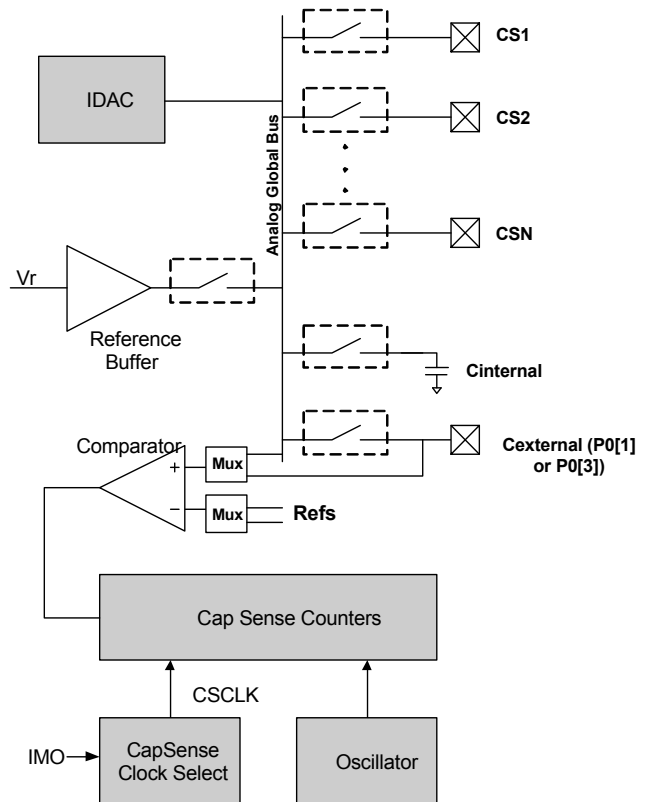 CS1
IDAC
CS2
Analog Global Bus
CSN
Vr
Reference
Buffer
Cinternal
Comparator
+
Mux
Cexternal (P0[1]
or P0[3])
−
Mux
Refs
Cap Sense Counters
CSCLK
IMO
CapSense
Clock Select
Oscillator